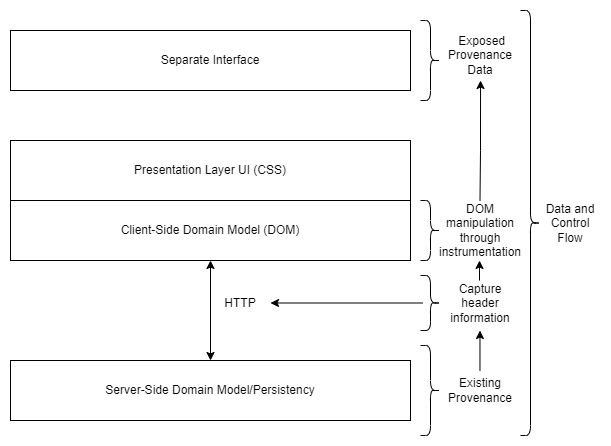 Separate Interface
Exposed
Provenance
Data
Presentation Layer UI (CSS)
Client-Side Domain Model (DOM)
DOM
manipulation
through
instrumentation
Data and
Control
Flow
HTTP
Capture
header
information
Server-Side Domain Model/Persistency
Existing
Provenance